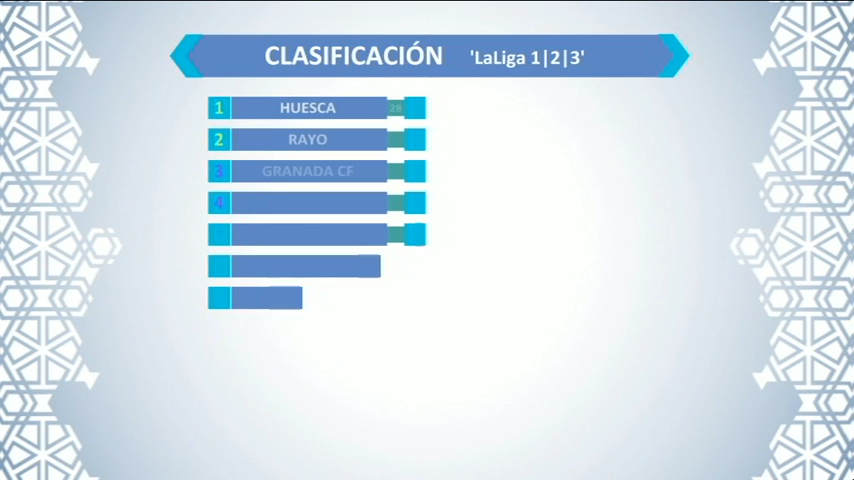 CLASIFICACIÓN 'LaLiga 1|2|3'
1 HUESCA 28
2 RAYO
3 GRANADA CF
4